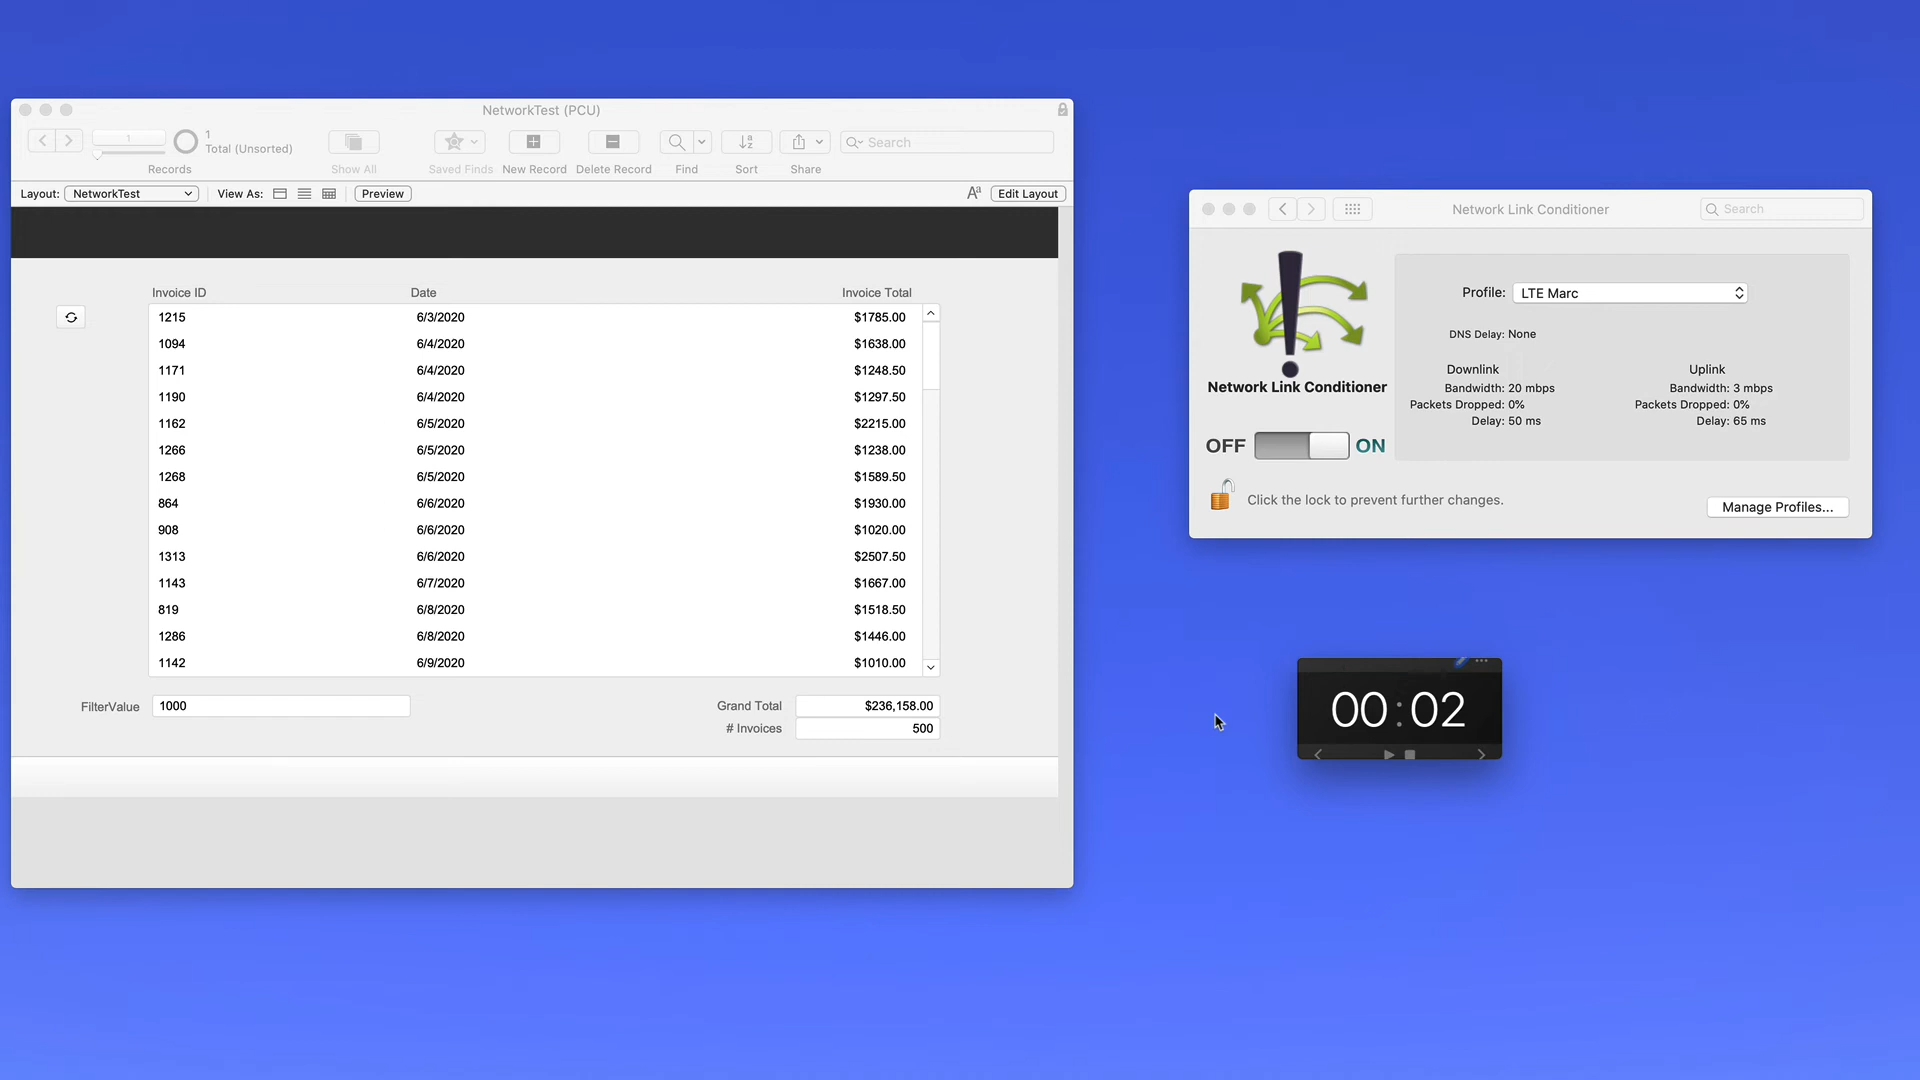 NetworkTest (PCU)
1
1
Total (Unsorted)
Records
Show All
Saved Finds
New Record
Delete Record
Find
Sort
Share
Search
Layout: NetworkTest
View As:
Preview
Aª
Edit Layout
Invoice ID Date Invoice Total
1215 6/3/2020 $1785.00
1094 6/4/2020 $1638.00
1171 6/4/2020 $1248.50
1190 6/4/2020 $1297.50
1162 6/5/2020 $2215.00
1266 6/5/2020 $1238.00
1268 6/5/2020 $1589.50
864 6/6/2020 $1930.00
908 6/6/2020 $1020.00
1313 6/6/2020 $2507.50
1143 6/7/2020 $1667.00
819 6/8/2020 $1518.50
1286 6/8/2020 $1446.00
1142 6/9/2020 $1010.00
FilterValue 1000
Grand Total $236,158.00
# Invoices 500
Network Link Conditioner
Search
Network Link Conditioner
OFF ON
Profile: LTE Marc
DNS Delay: None
Downlink Uplink
Bandwidth: 20 mbps Bandwidth: 3 mbps
Packets Dropped: 0% Packets Dropped: 0%
Delay: 50 ms Delay: 65 ms
Click the lock to prevent further changes.
Manage Profiles...
00:02